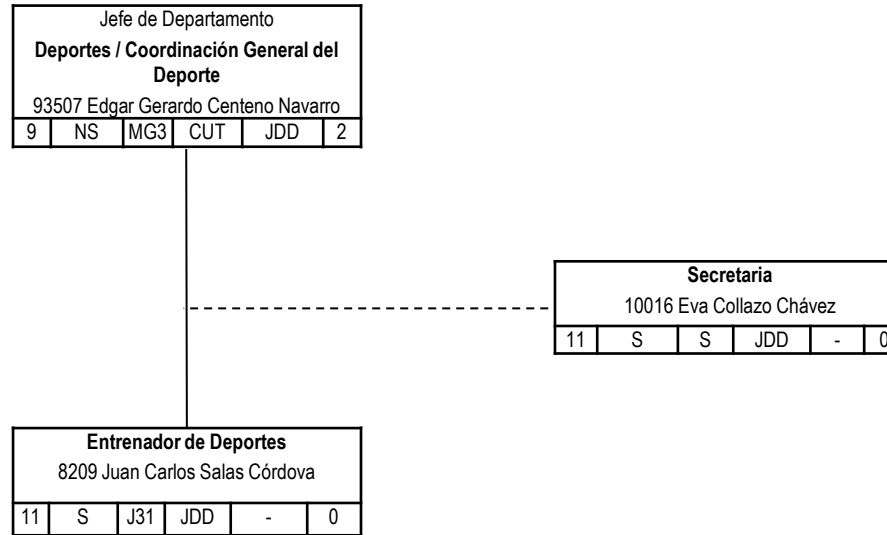 Jefe de Departamento
Deportes / Coordinación General del
Deporte
93507 Edgar Gerardo Centeno Navarro
9 NS MG3 CUT JDD 2
Secretaria
10016 Eva Collazo Chávez
11 S S JDD - 0
Entrenador de Deportes
8209 Juan Carlos Salas Córdova
11 S J31 JDD - 0